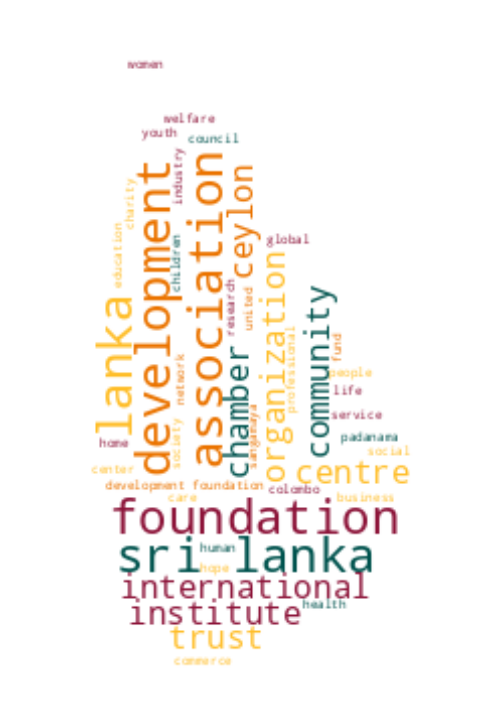 women
welfare
youth
council
industry
development
association
ceylon
charity
education
children
global
research
united
organization
lanka
chamber
community
professional
fund
network
people
life
sangamaya
service
society
padanama
home
social
center
centre
development foundation
colombo
care
business
foundation
sri lanka
human
hope
international
health
institute
trust
commerce